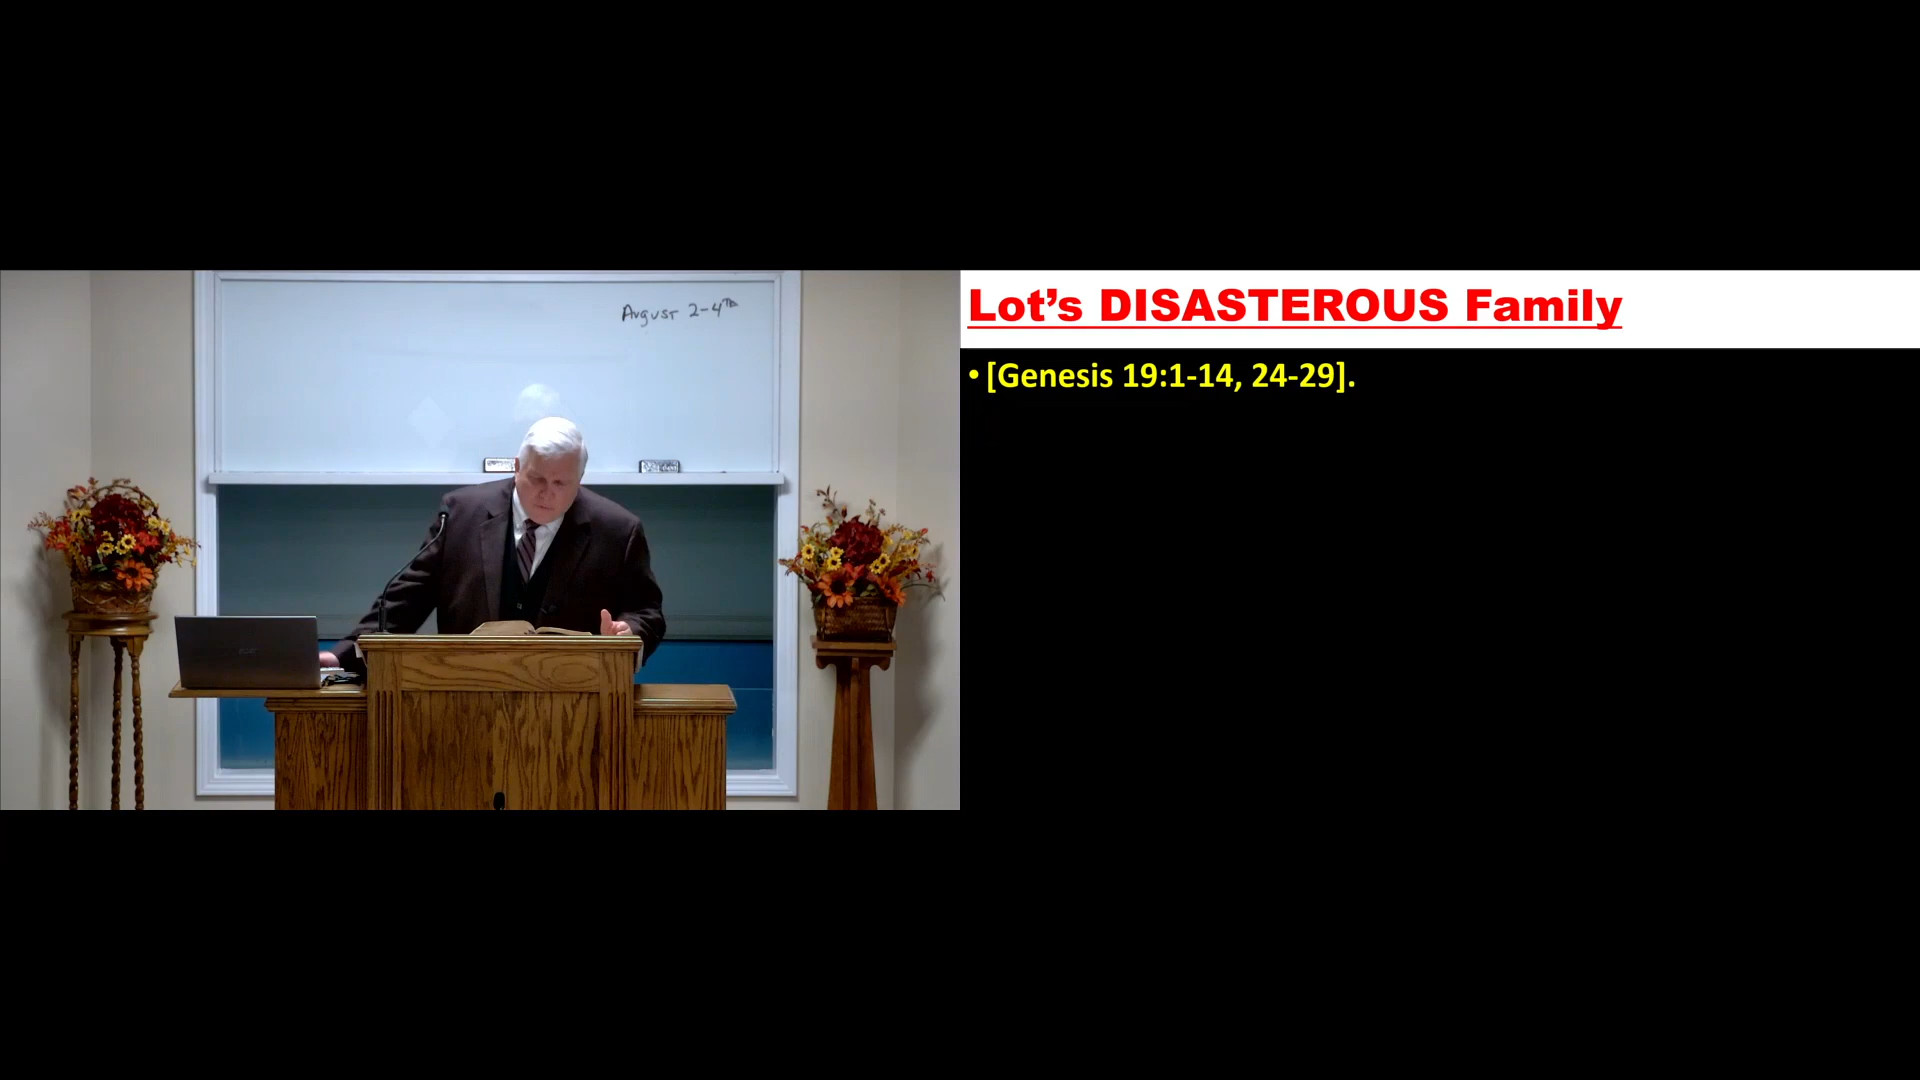 August 2-4TH
Lot's DISASTEROUS Family
• [Genesis 19:1-14, 24-29].